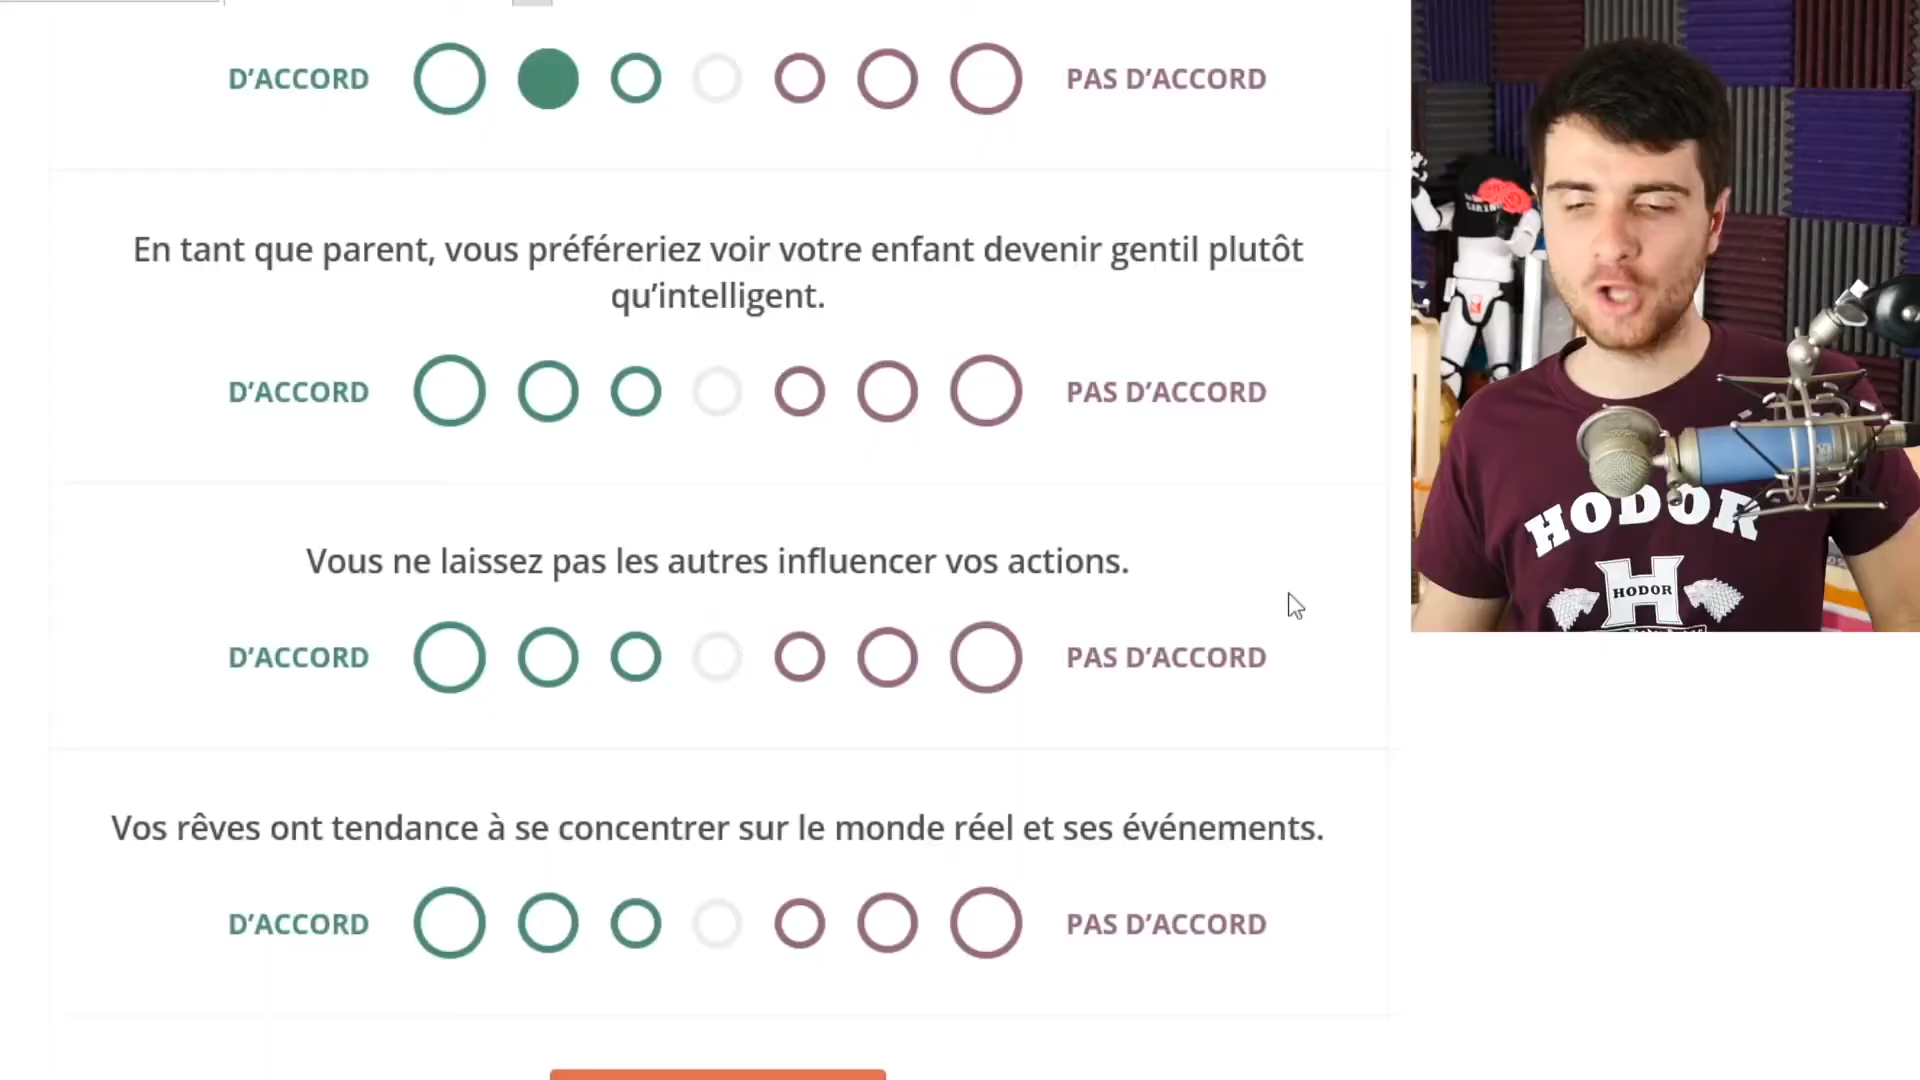 D’ACCORD PAS D’ACCORD
En tant que parent, vous préféreriez voir votre enfant devenir gentil plutôt
qu’intelligent.
D’ACCORD PAS D’ACCORD
Vous ne laissez pas les autres influencer vos actions.
D’ACCORD PAS D’ACCORD
Vos rêves ont tendance à se concentrer sur le monde réel et ses événements.
D’ACCORD PAS D’ACCORD
HODOR
H
HODOR